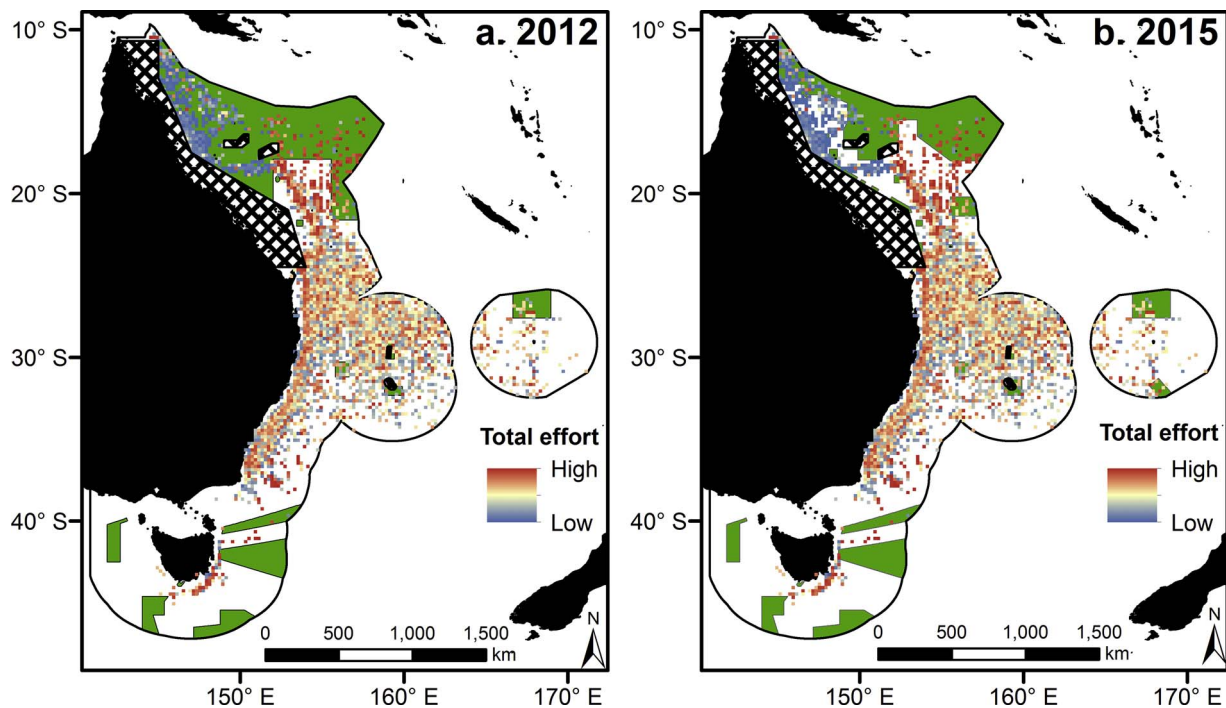 a. 2012
10° S
20° S
30° S
40° S
Total effort
High
Low
N
0 500 1,000 1,500
km
150° E 160° E 170° E
b. 2015
10° S
20° S
30° S
40° S
Total effort
High
Low
N
0 500 1,000 1,500
km
150° E 160° E 170° E